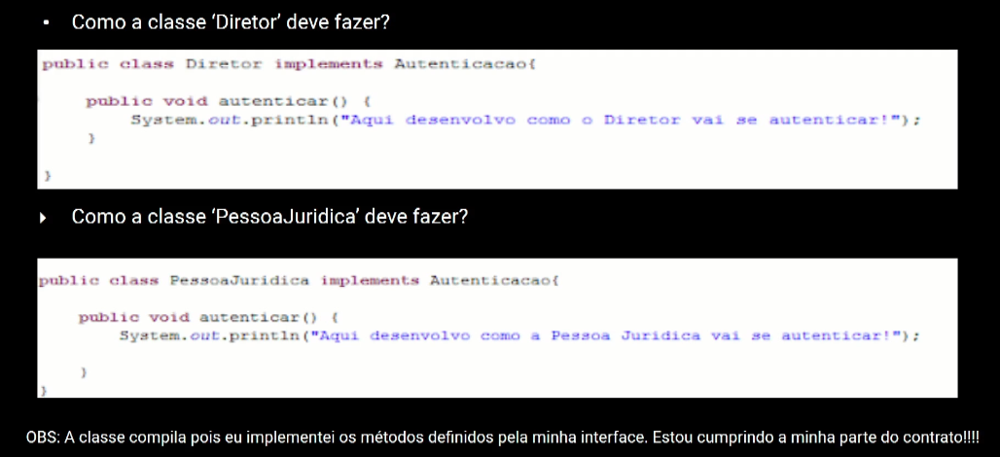 • Como a classe ‘Diretor’ deve fazer?
public class Diretor implements Autenticacao{
public void autenticar() {
System.out.println("Aqui desenvolvo como o Diretor vai se autenticar!");
}
}
Como a classe ‘PessoaJuridica’ deve fazer?
public class PessoaJuridica implements Autenticacao{
public void autenticar() {
System.out.println("Aqui desenvolvo como a Pessoa Juridica vai se autenticar!");
}
}
OBS: A classe compila pois eu implementei os métodos definidos pela minha interface. Estou cumprindo a minha parte do contrato!!!!